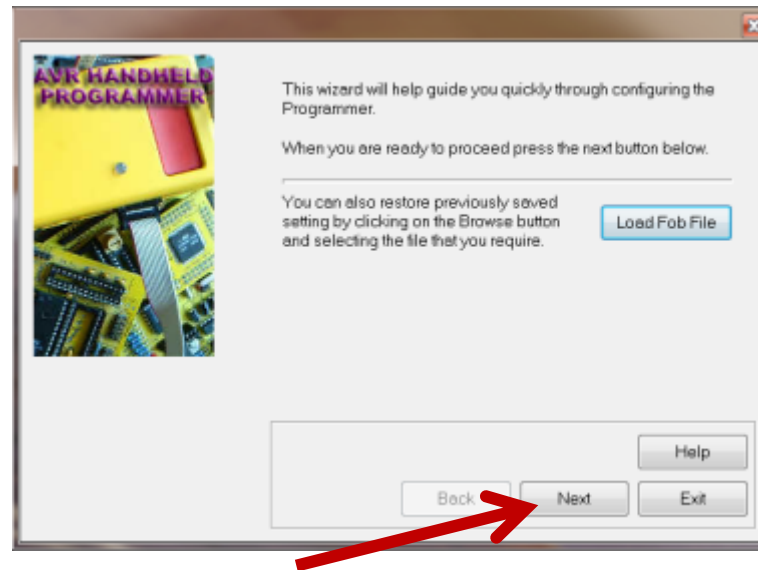 AVR HANDHELD
PROGRAMMER
This wizard will help guide you quickly through configuring the
Programmer.
When you are ready to proceed press the next button below.
You can also restore previously saved
setting by clicking on the Browse button
and selecting the file that you require.
Load Fob File
Help
Back
Next
Exit